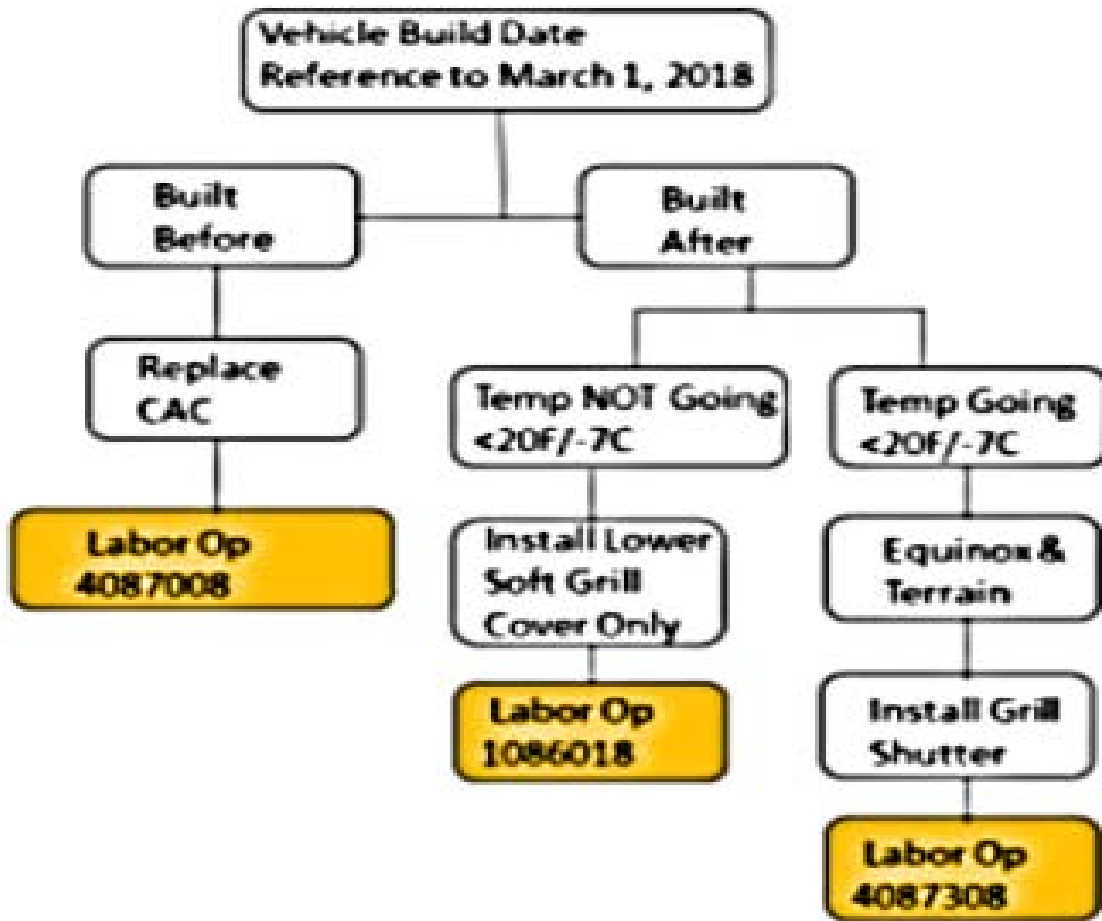 Vehicle Build Date
Reference to March 1, 2018
Built
Before
Built
After
Replace
CAC
Temp NOT Going
<20F/-7C
Temp Going
<20F/-7C
Labor Op
4087008
Install Lower
Soft Grill
Cover Only
Equinox &
Terrain
Labor Op
1086018
Install Grill
Shutter
Labor Op
4087308